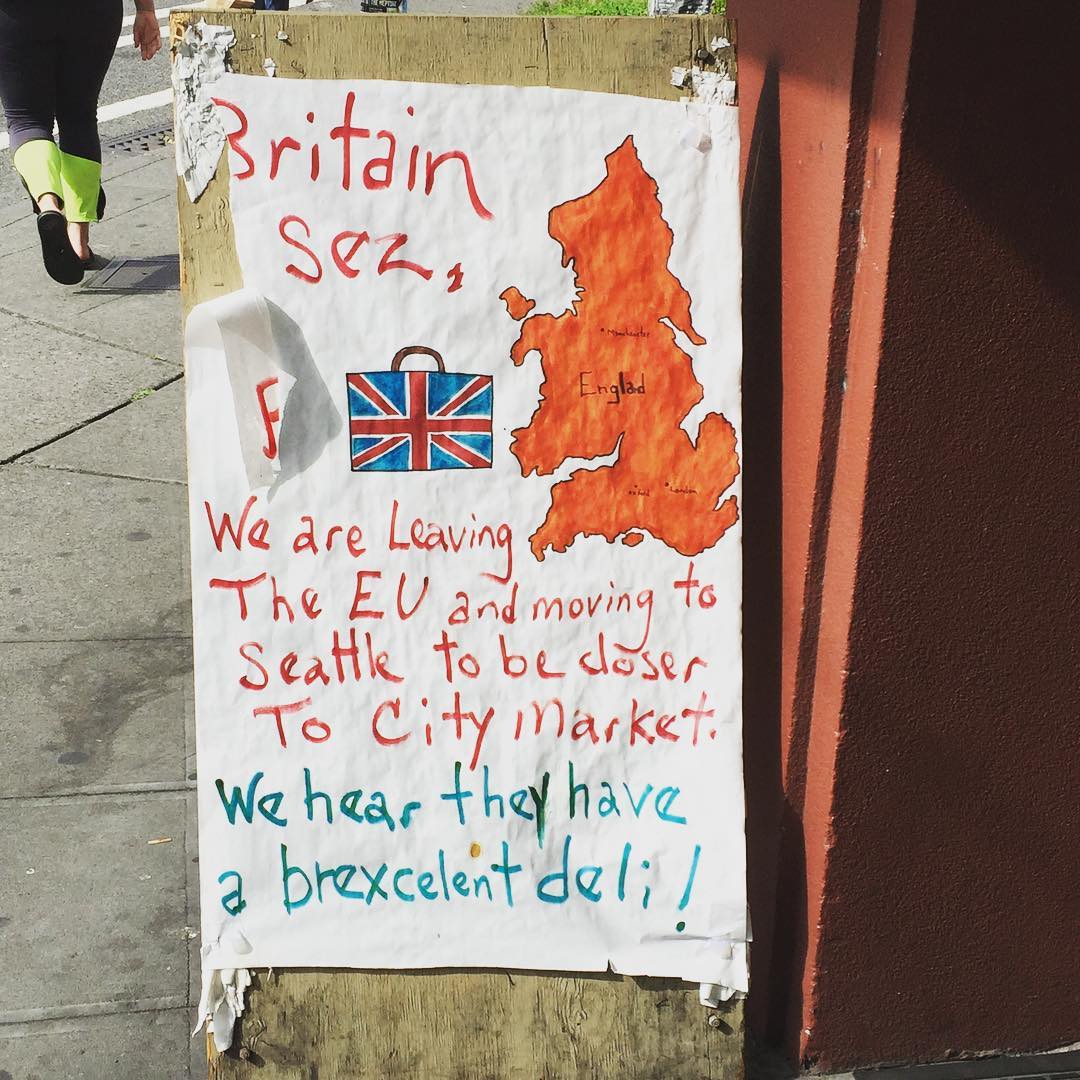 Britain
Sez,
Manchester
Englad
oxford London
We are Leaving
The EU and moving to
Seattle to be closer
To City Market.
We hear they have
a brexcelent deli!